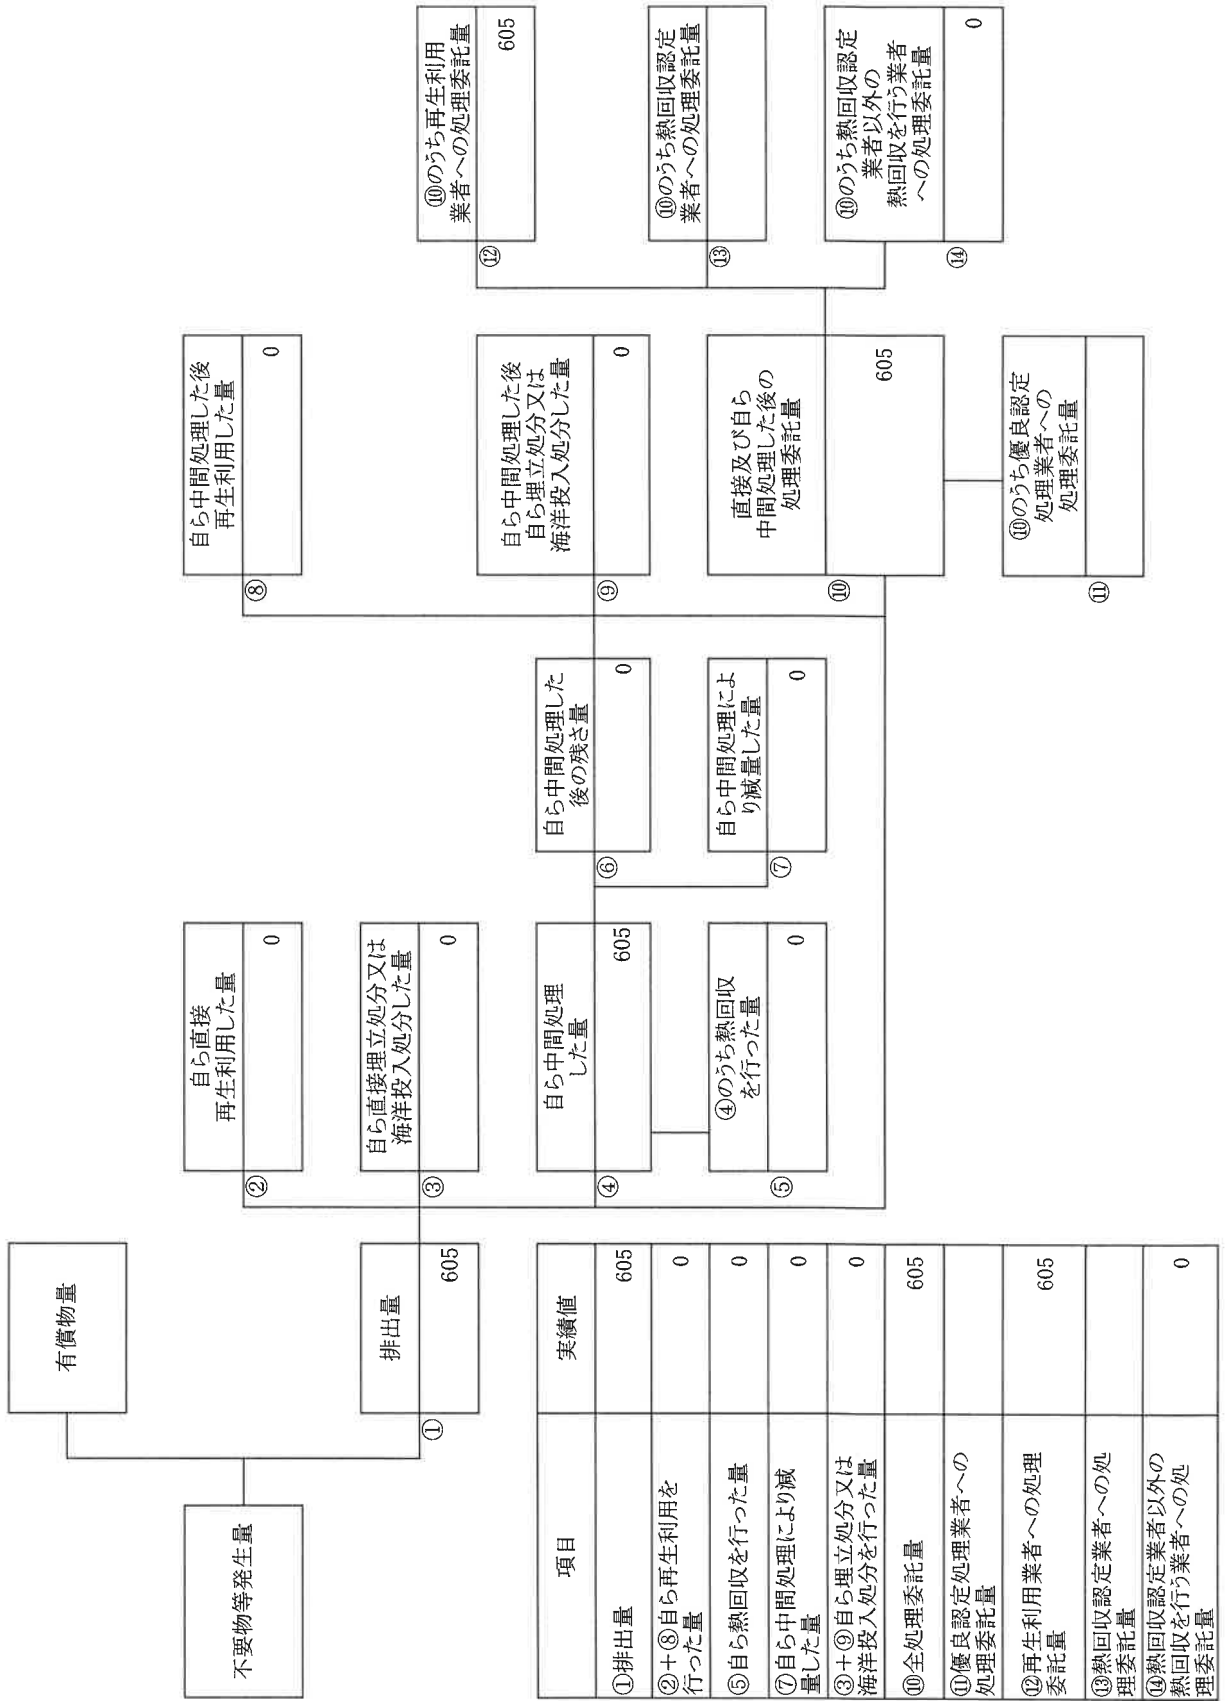 不要物等発生量
有償物量
排出量
①
605
自ら直接
再生利用した量
②
0
自ら直接埋立処分又は
海洋投入処分した量
③
0
自ら中間処理
した量
④
605
④のうち熱回収
を行った量
⑤
0
自ら中間処理した
後の残さ量
⑥
0
自ら中間処理によ
り減量した量
⑦
0
自ら中間処理した後
再生利用した量
⑧
0
自ら中間処理した後
自ら埋立処分又は
海洋投入処分した量
⑨
0
直接及び自ら
中間処理した後の
処理委託量
⑩
605
⑩のうち優良認定
処理業者への
処理委託量
⑪
⑩のうち再生利用
業者への処理委託量
⑫
605
⑩のうち熱回収認定
業者への処理委託量
⑬
⑩のうち熱回収認定
業者以外の
熱回収を行う業者
への処理委託量
⑭
0
項目
実績値
①排出量
605
②+⑧自ら再生利用を
行った量
0
⑤自ら熱回収を行った量
0
⑦自ら中間処理により減
量した量
0
③+⑨自ら埋立処分又は
海洋投入処分を行った量
0
⑩全処理委託量
605
⑪優良認定処理業者への
処理委託量
⑫再生利用業者への処理
委託量
605
⑬熱回収認定業者への処
理委託量
⑭熱回収認定業者以外の
熱回収を行う業者への処
理委託量
0